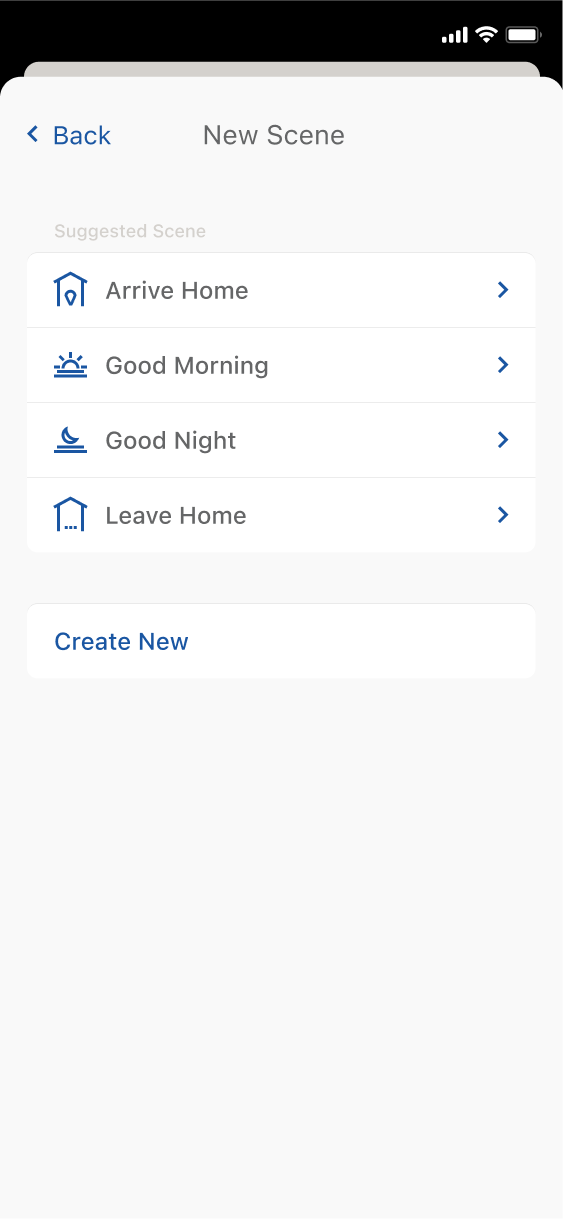 Back
New Scene
Suggested Scene
Arrive Home
Good Morning
Good Night
Leave Home
Create New